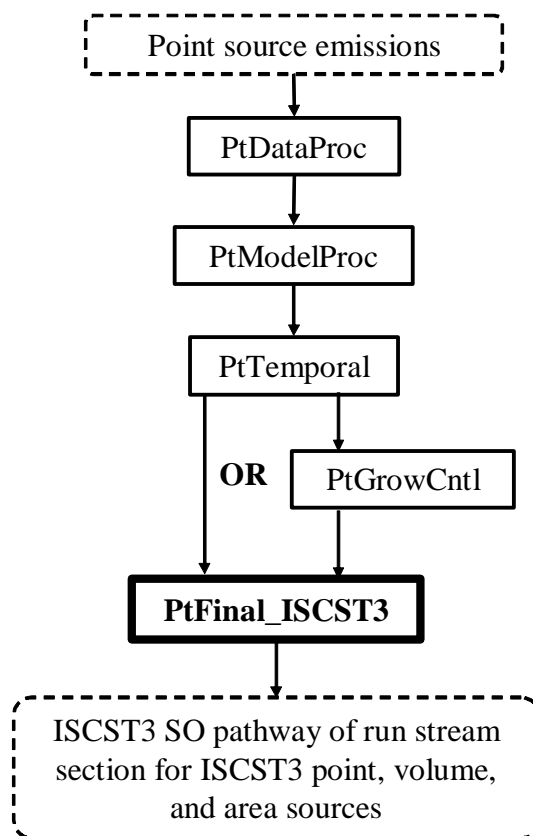 Point source emissions
PtDataProc
PtModelProc
PtTemporal
OR
PtGrowCntl
PtFinal_ISCST3
ISCST3 SO pathway of run stream
section for ISCST3 point, volume,
and area sources